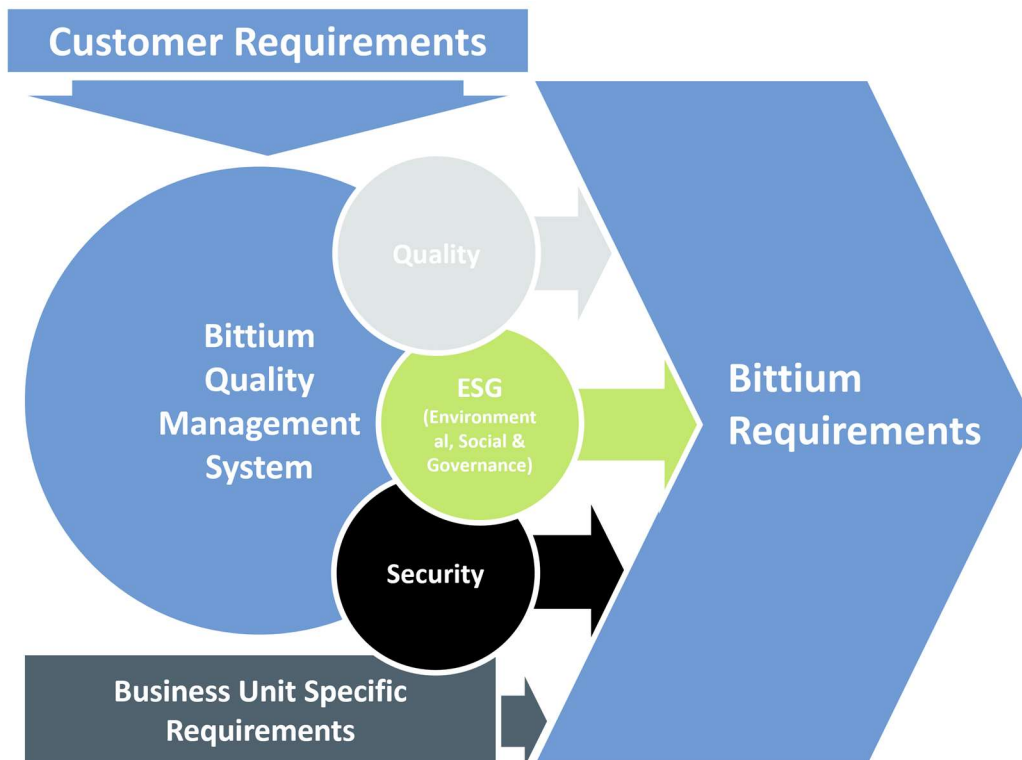 Customer Requirements
Quality
Bittium
Quality
Management
System
ESG
(Environment
al, Social &
Governance)
Bittium
Requirements
Security
Business Unit Specific
Requirements